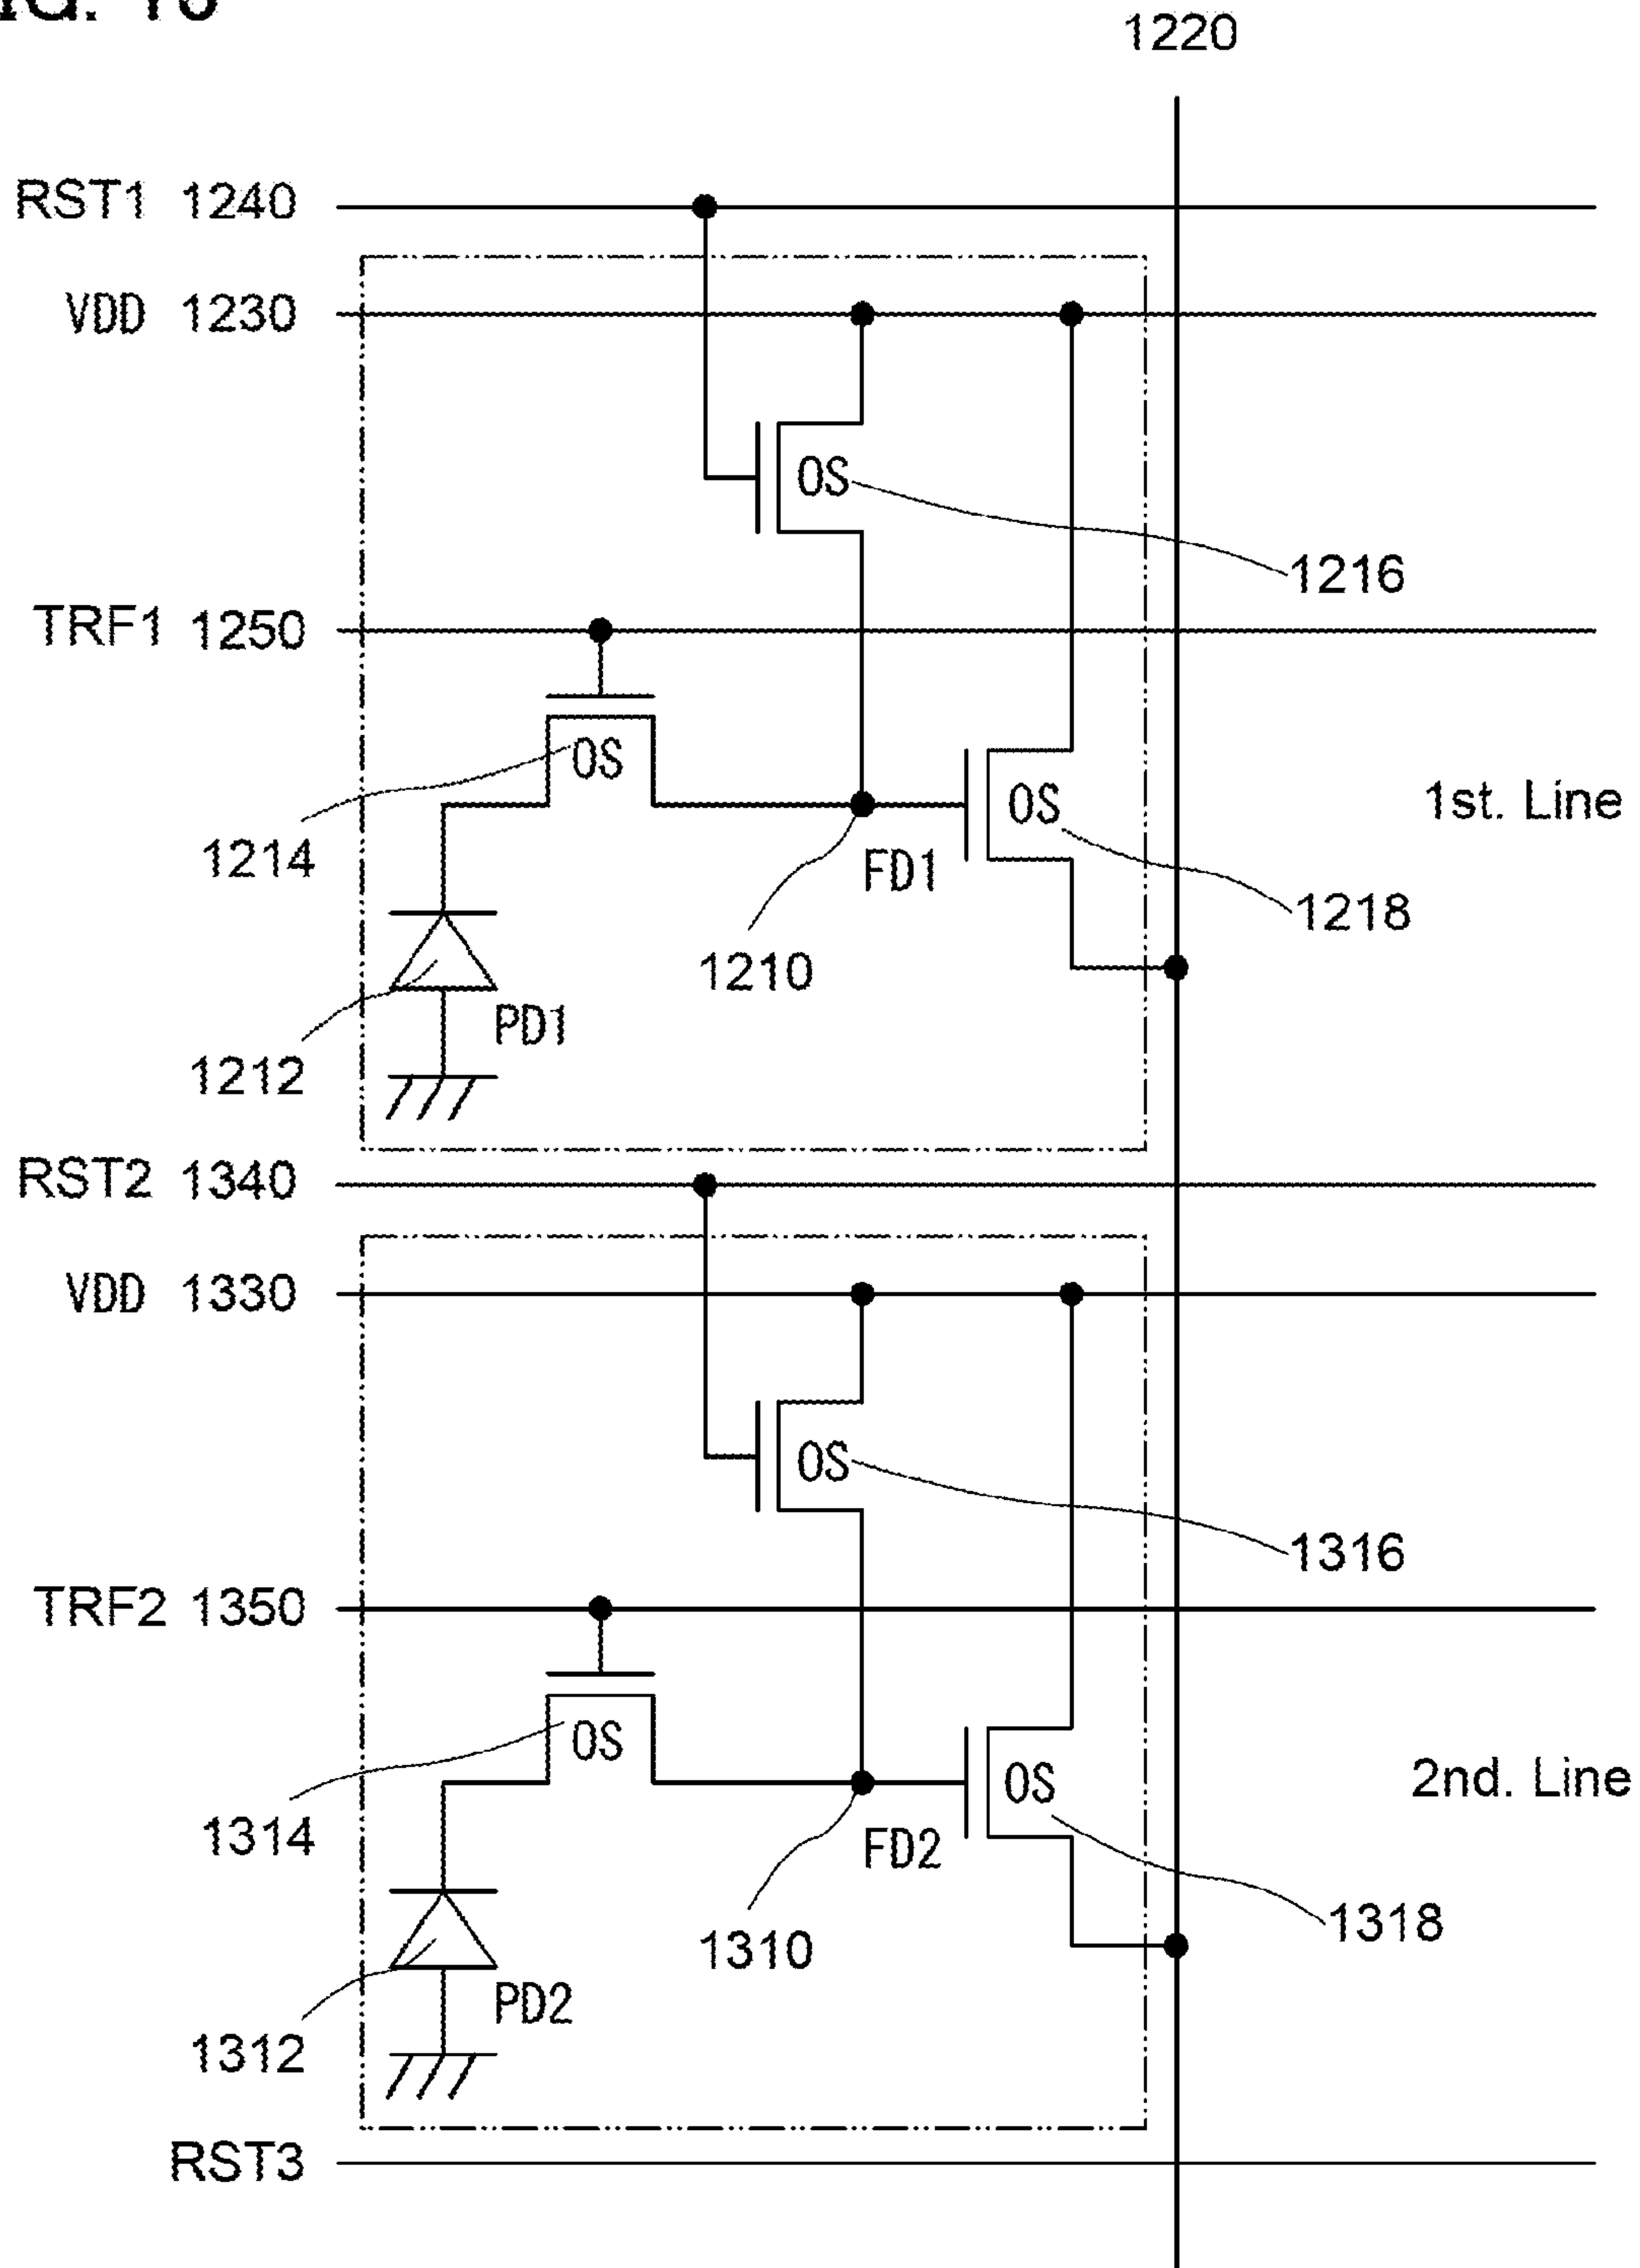 1220
RST1 1240
VDD 1230
OS
1216
TRF1 1250
OS
1214
OS
1st. Line
FD1
1218
1210
PD1
1212
RST2 1340
VDD 1330
OS
1316
TRF2 1350
OS
1314
OS
2nd. Line
FD2
1318
1310
PD2
1312
RST3